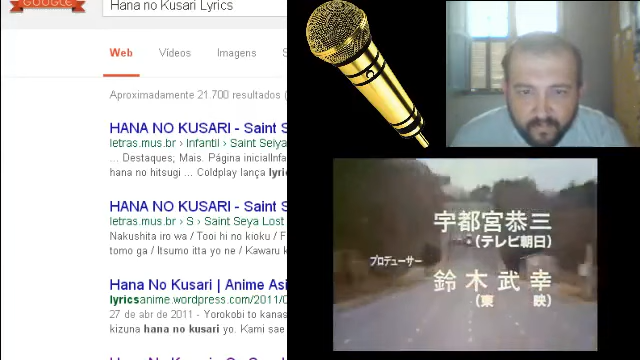 GOOGLE
Hana no Kusari Lyrics
Web Vídeos Imagens
Aproximadamente 21.700 resultados (
HANA NO KUSARI - Saint S
letras.mus.br › Infantil › Saint Seiya
... Destaques; Mais. Página inicialInfa
hana no hitsugi ... Coldplay lança lyri
HANA NO KUSARI - Saint S
letras.mus.br › S › Saint Seya Lost
Nakushita iro wa / Tooi hi no kioku / F
tomo ga / Itsumo itta yo ne / Kawaru k
Hana No Kusari | Anime Asi
lyricsanime.wordpress.com/2011/0
27 de abr de 2011 - Yorokobi to kanas
kizuna hana no kusari yo. Kami sae
宇都宮恭三
(テレビ朝日)
プロデューサー
鈴木武幸
(東映)